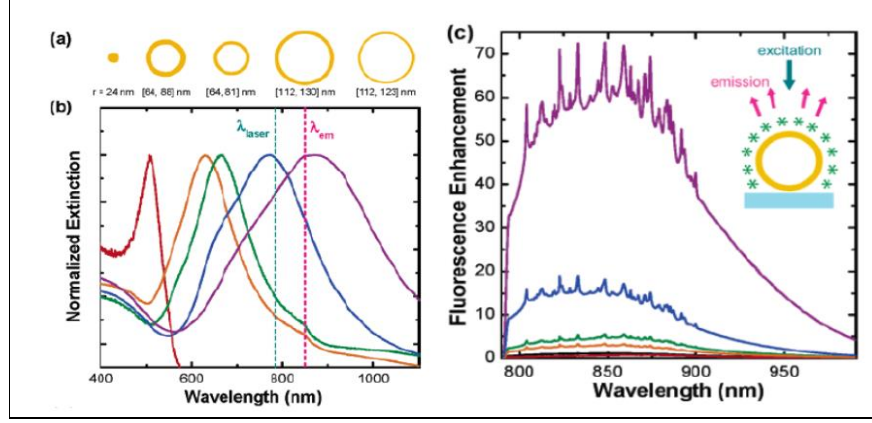 (a)
r = 24 nm [64, 86] nm [64, 81] nm [112, 130] nm [112, 123] nm
(b)
λlaser
λem
Normalized Extinction
400 600 800 1000
Wavelength (nm)
(c)
70
60
50
40
30
20
10
0
Fluorescence Enhancement
excitation
emission
800 850 900 950
Wavelength (nm)